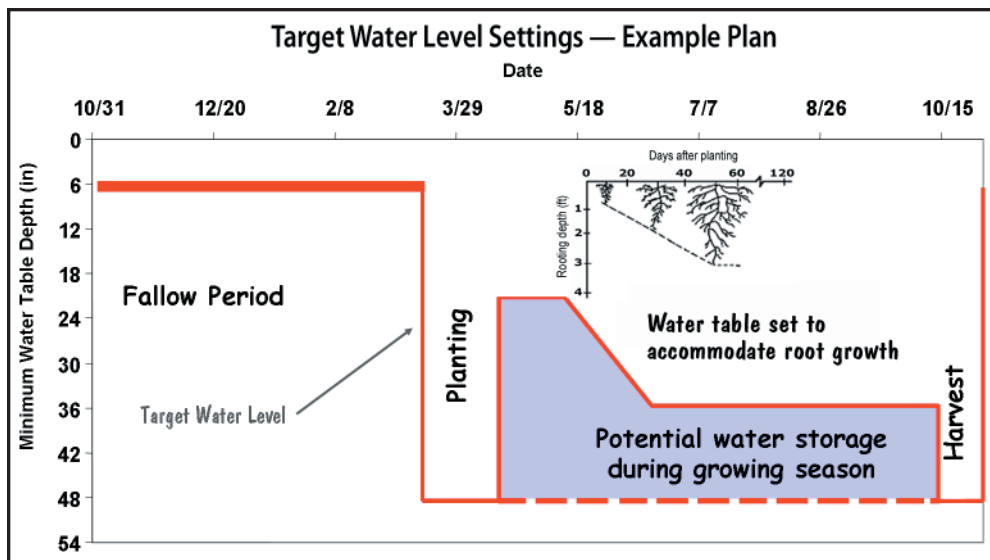 Target Water Level Settings — Example Plan
Date
10/31 12/20 2/8 3/29 5/18 7/7 8/26 10/15
Minimum Water Table Depth (in)
0
6
12
18
24
30
36
42
48
54
Fallow Period
Target Water Level
Planting
Days after planting
0 20 40 60 120
Rooting depth (ft)
1
2
3
4
Water table set to
accommodate root growth
Potential water storage
during growing season
Harvest